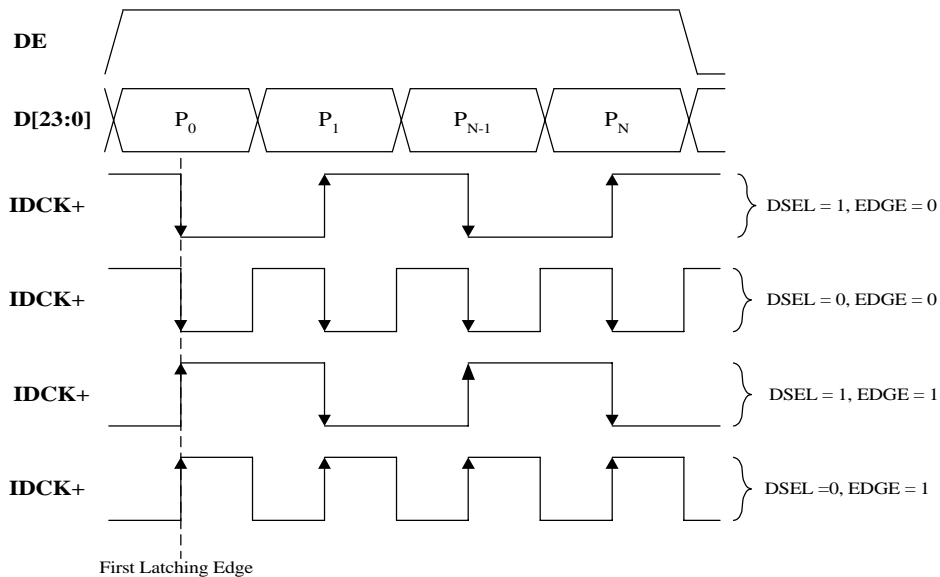 DE
D[23:0] P0 P1 PN-1 PN
IDCK+ DSEL = 1, EDGE = 0
IDCK+ DSEL = 0, EDGE = 0
IDCK+ DSEL = 1, EDGE = 1
IDCK+ DSEL =0, EDGE = 1
First Latching Edge